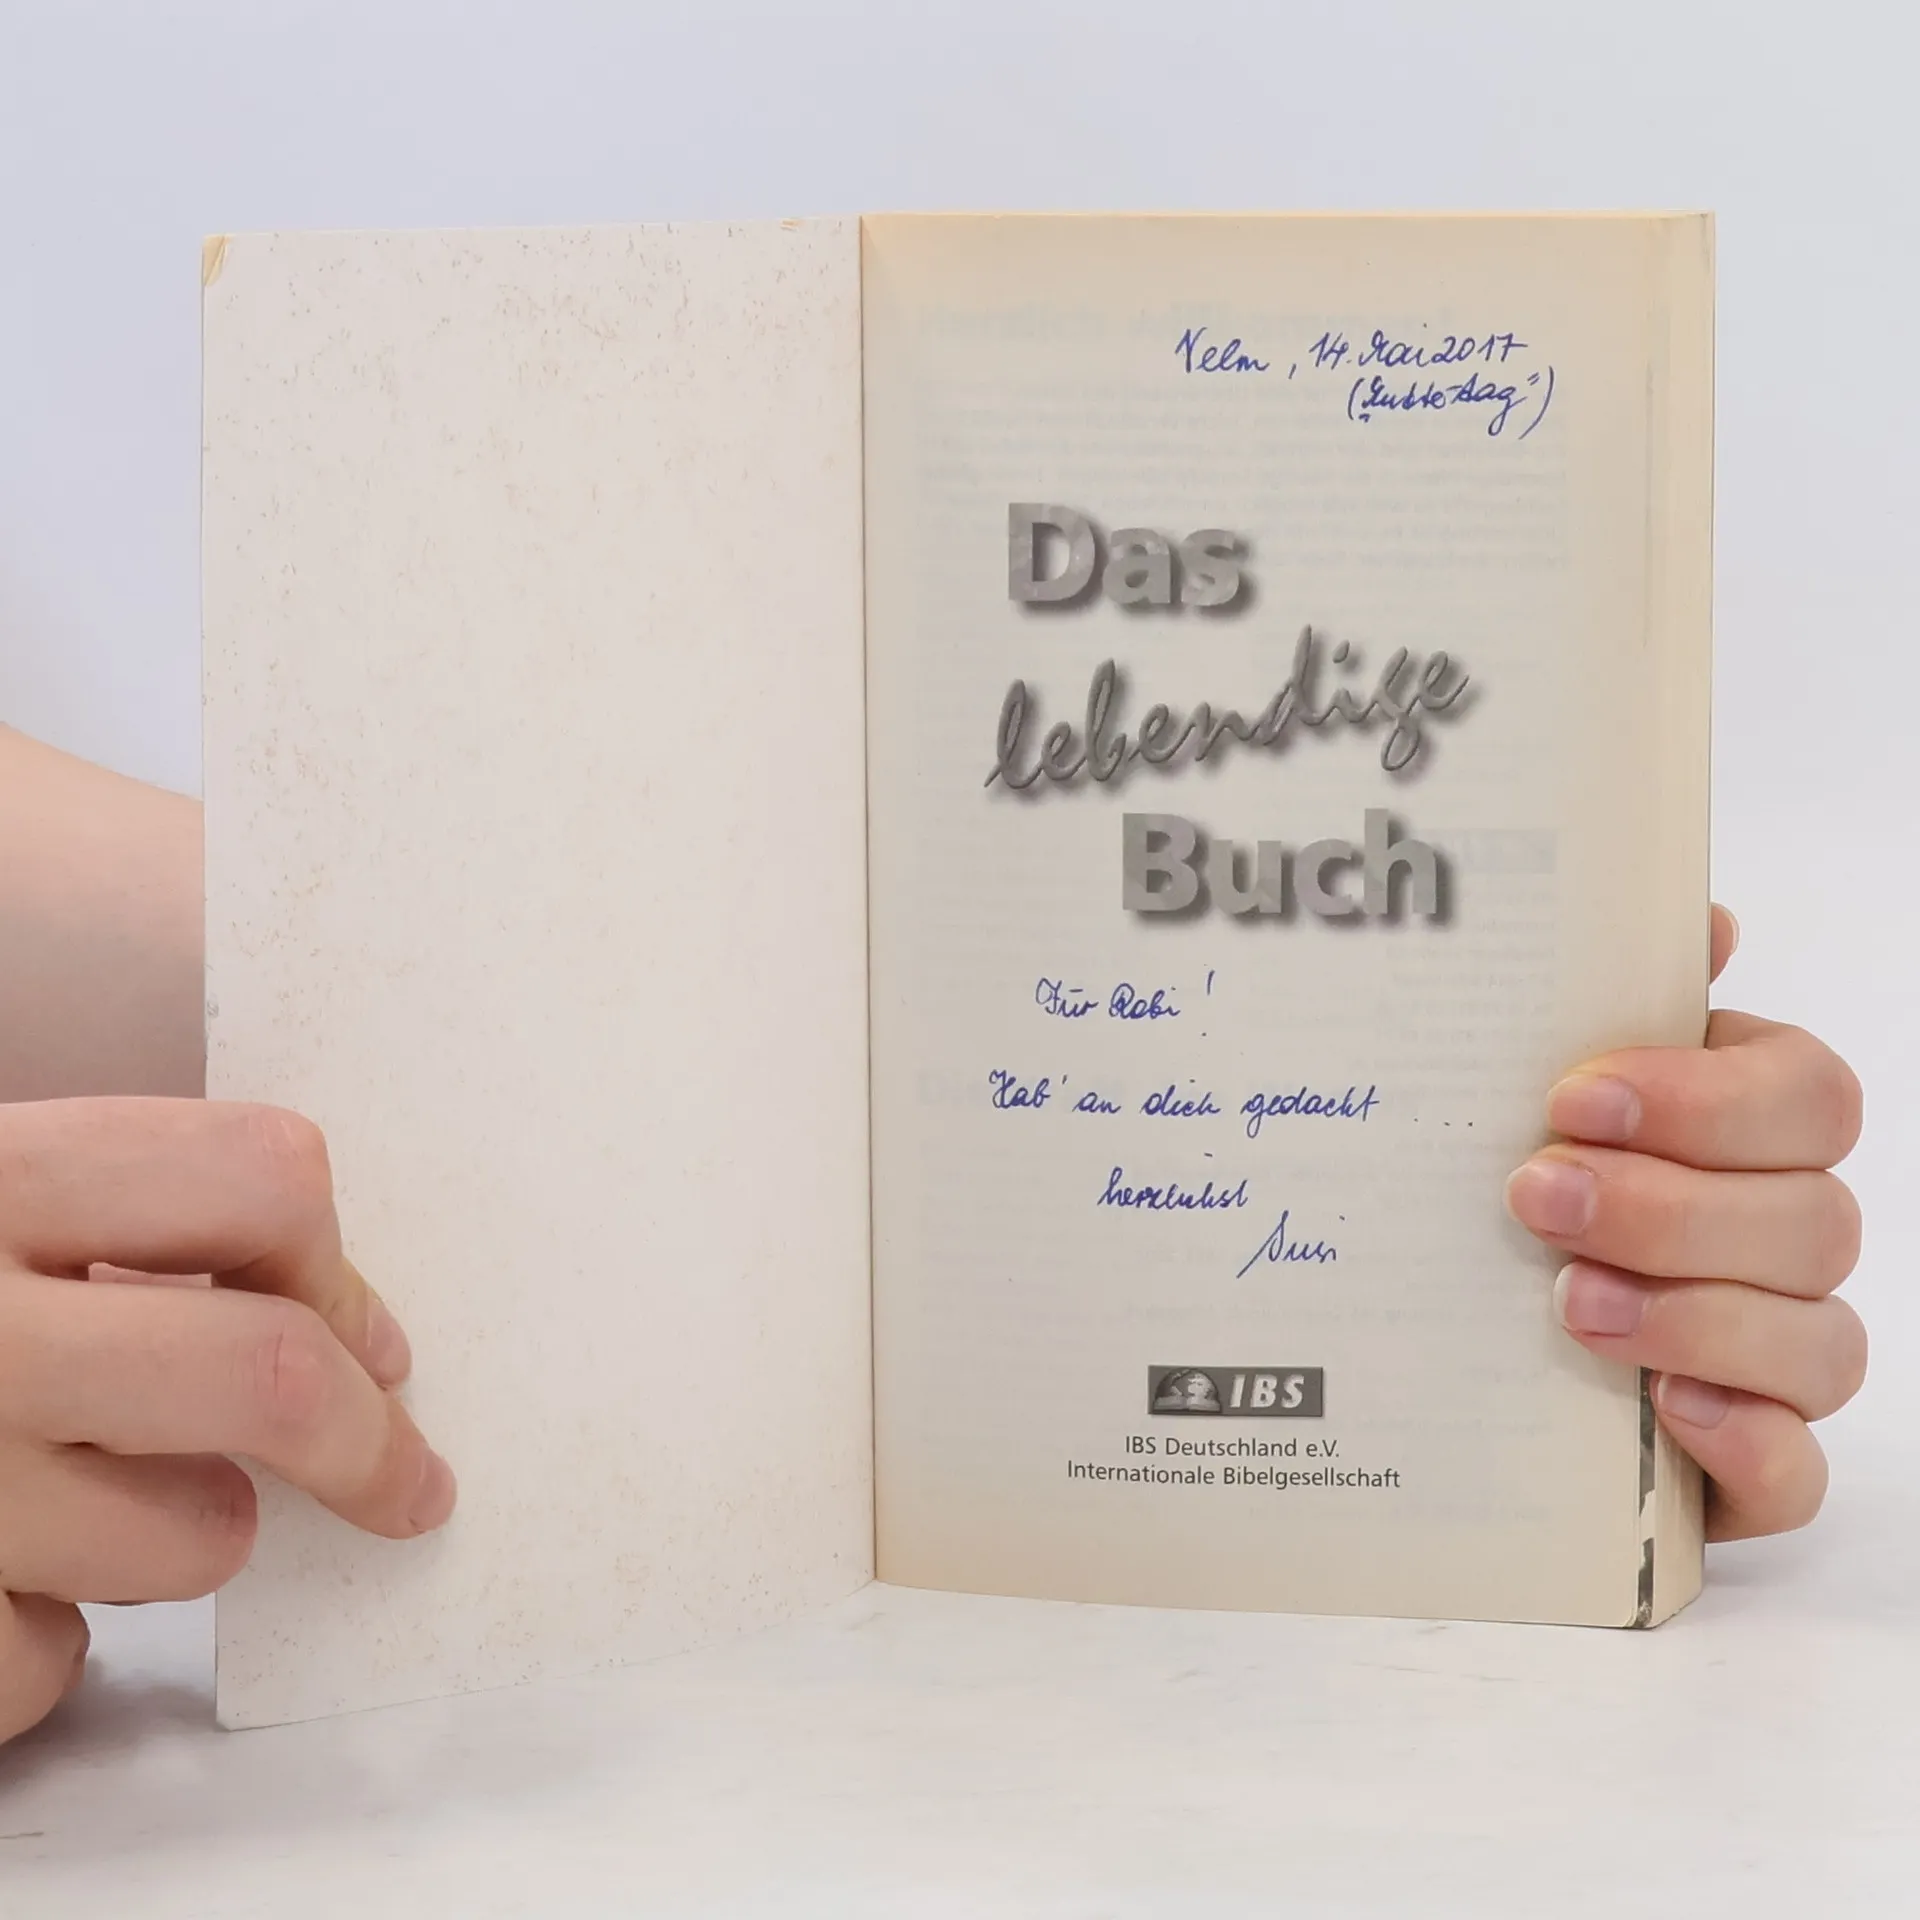 Velm, 14. Mai 2017
("Muttertag")
Das
lebendige
Buch
Für Robi!
Hab' an dich gedacht ...
herzlichst
Susi
IBS
IBS Deutschland e.V.
Internationale Bibelgesellschaft